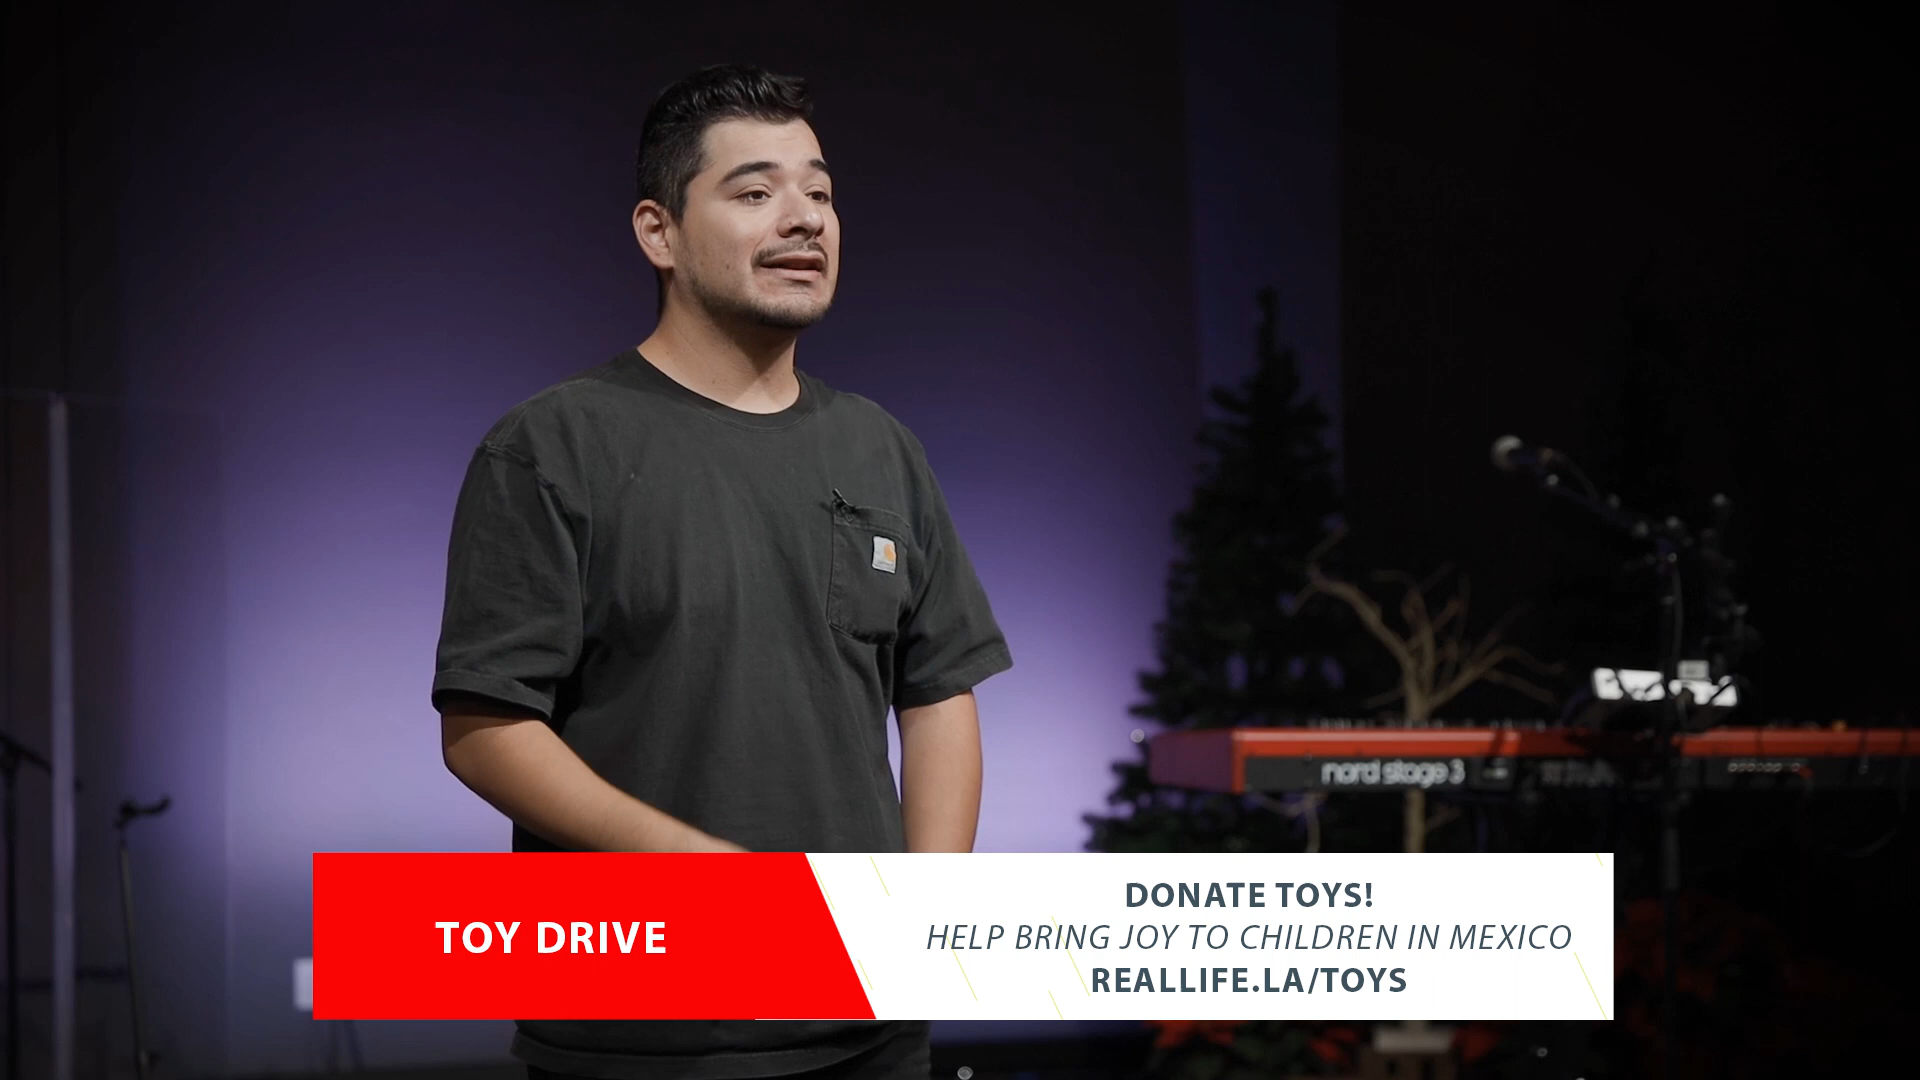 nord stage 3
TOY DRIVE
DONATE TOYS!
HELP BRING JOY TO CHILDREN IN MEXICO
REALLIFE.LA/TOYS